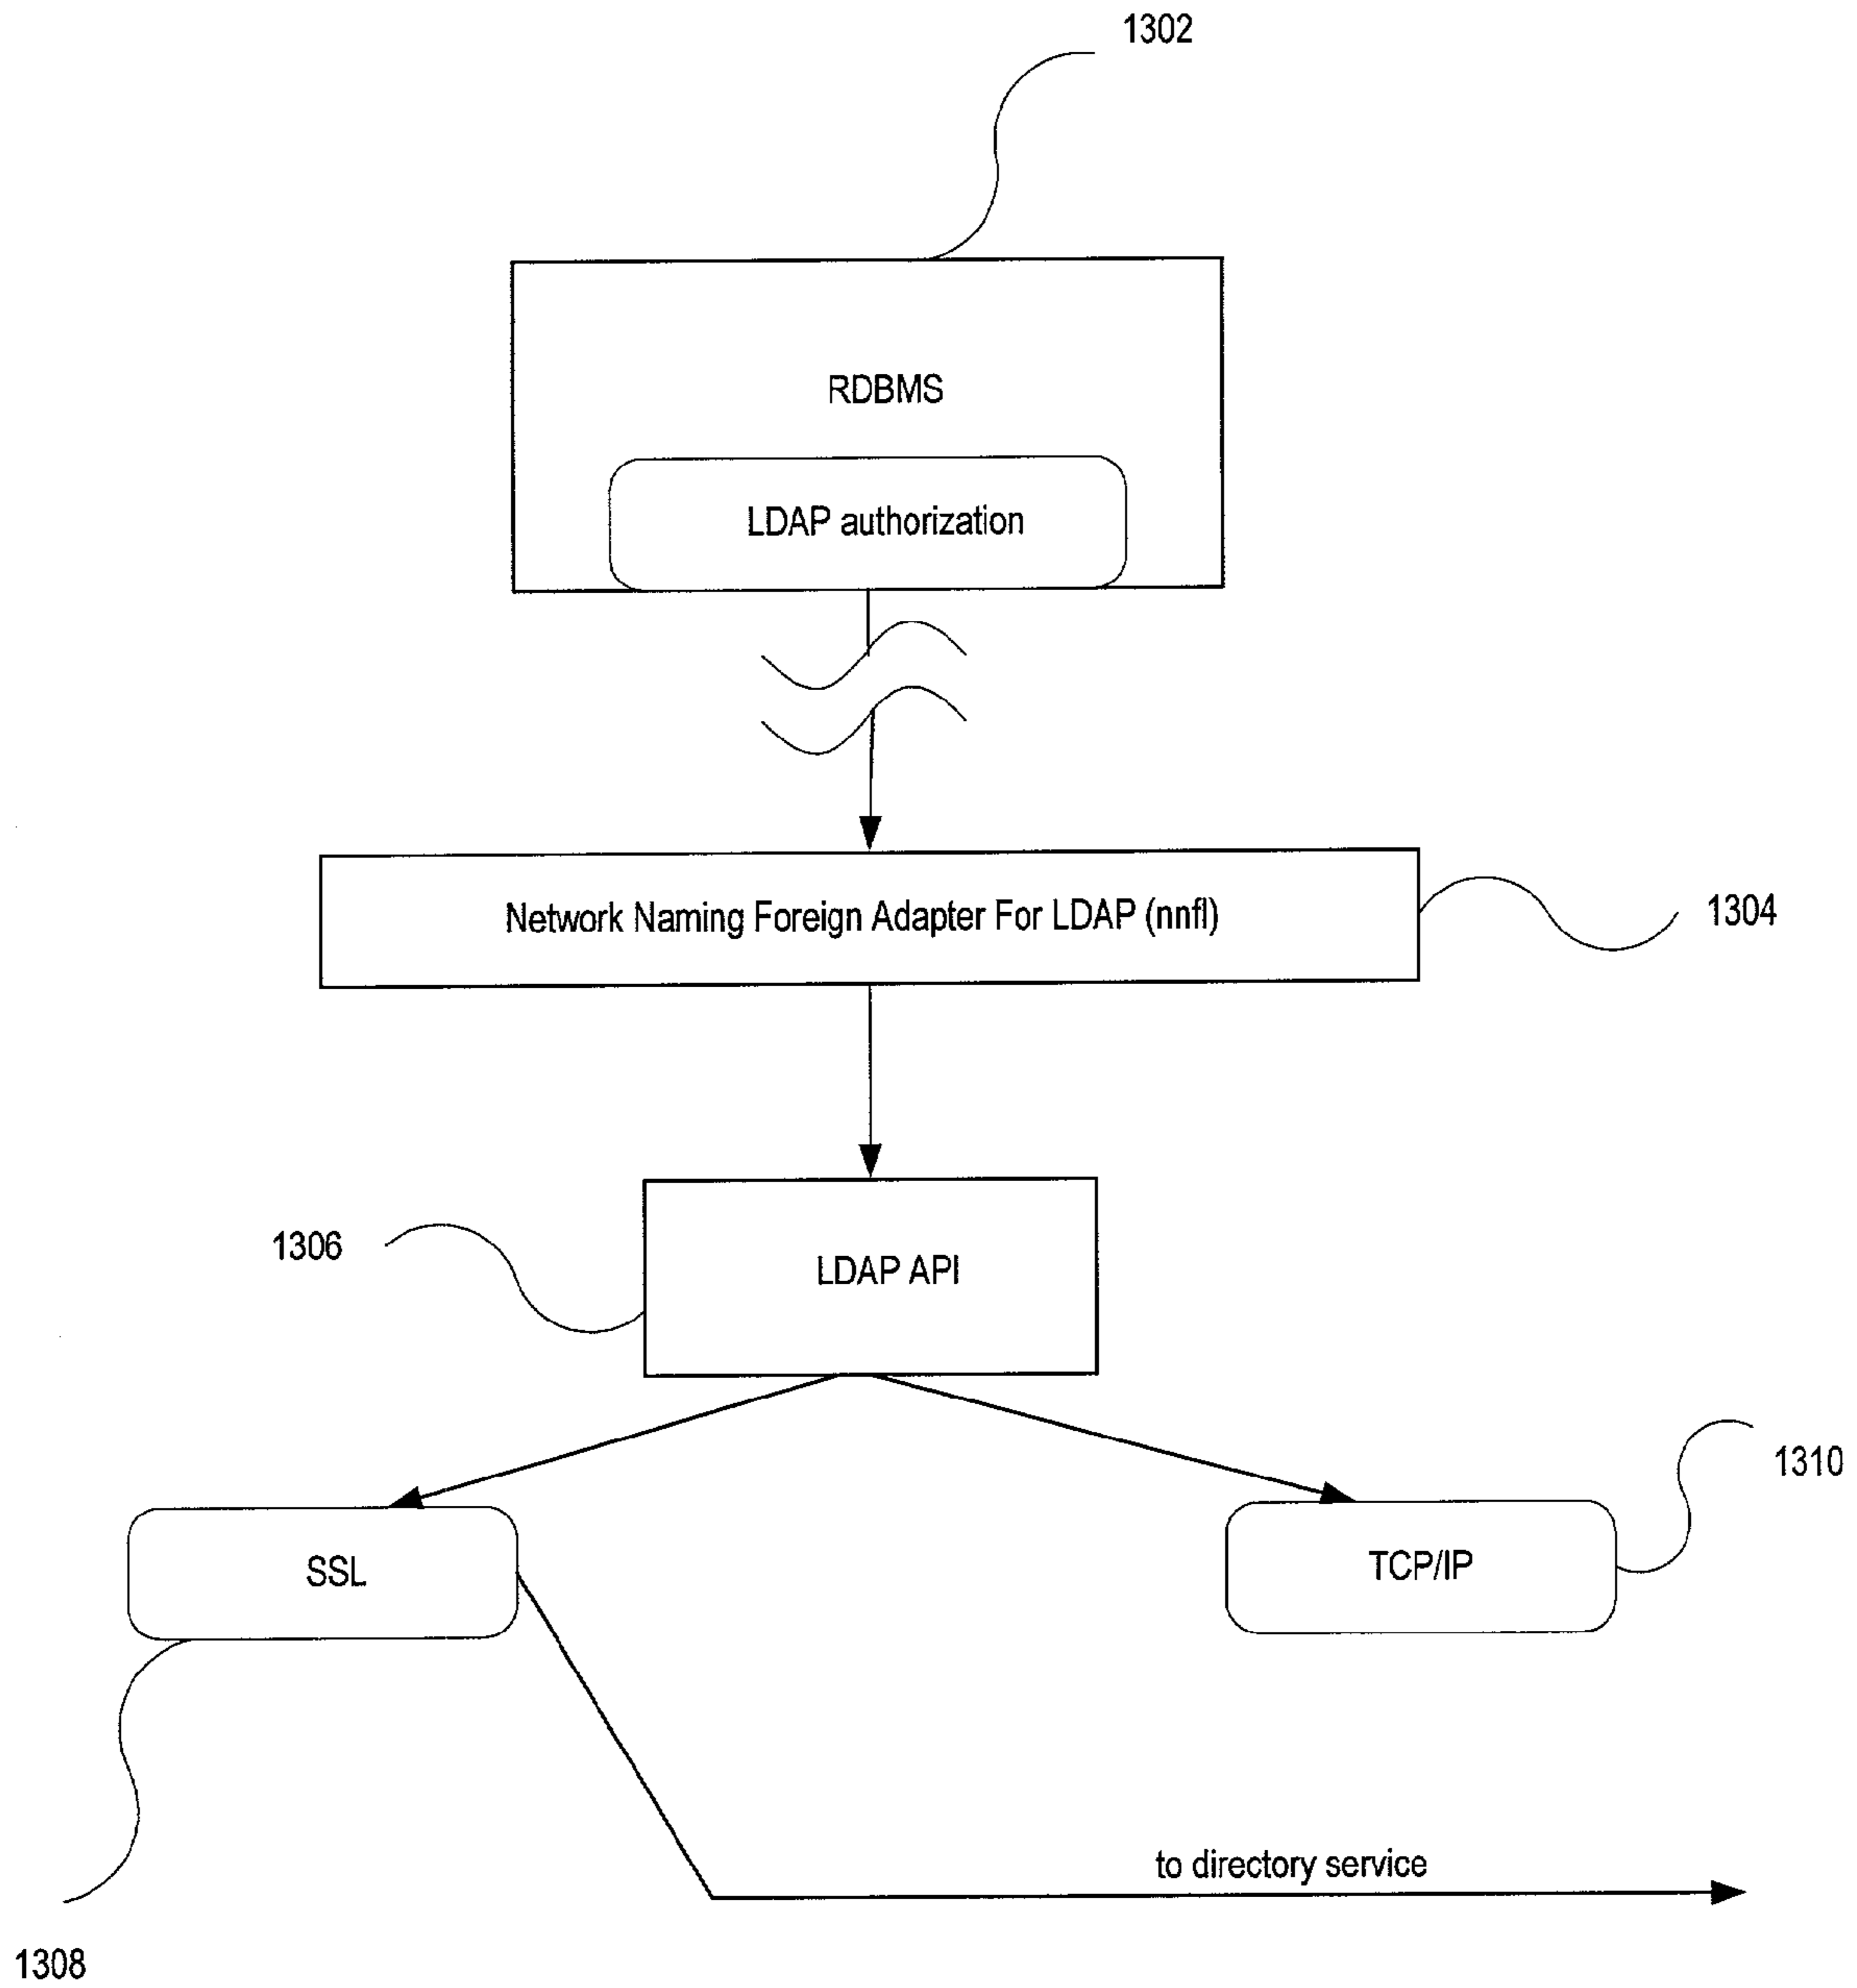 1302
RDBMS
LDAP authorization
Network Naming Foreign Adapter For LDAP (nnfl)
1304
1306
LDAP API
1310
SSL
TCP/IP
to directory service
1308